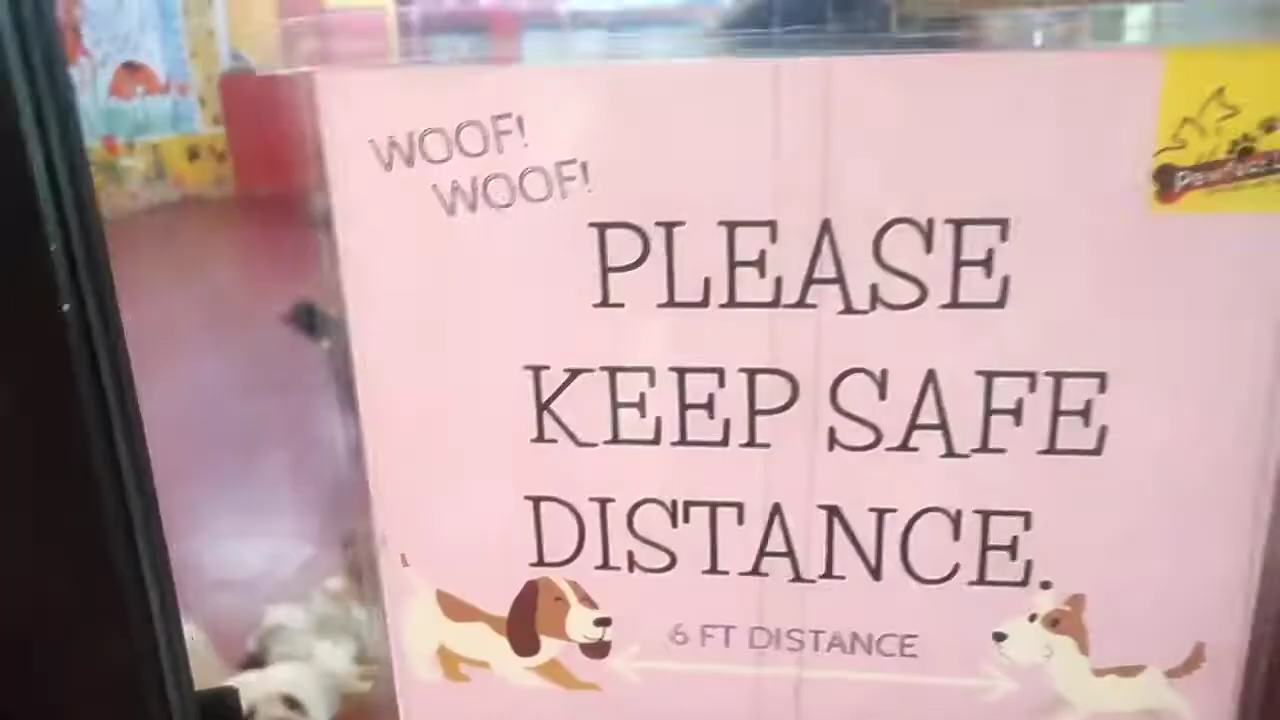 WOOF!
WOOF!
PLEASE
KEEP SAFE
DISTANCE.
6 FT DISTANCE